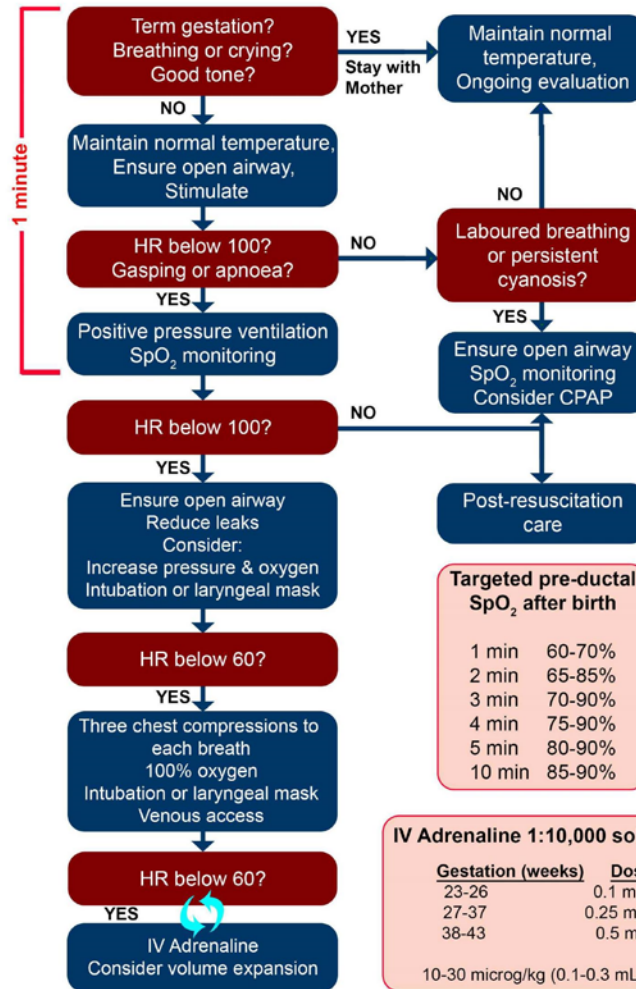 Term gestation?
Breathing or crying?
Good tone?
YES
Stay with
Mother
Maintain normal
temperature,
Ongoing evaluation
NO
1 minute
Maintain normal temperature,
Ensure open airway,
Stimulate
NO
HR below 100?
Gasping or apnoea?
NO
Laboured breathing
or persistent
cyanosis?
YES
YES
Positive pressure ventilation
SpO₂ monitoring
Ensure open airway
SpO₂ monitoring
Consider CPAP
HR below 100?
NO
YES
Post-resuscitation
care
Ensure open airway
Reduce leaks
Consider:
Increase pressure & oxygen
Intubation or laryngeal mask
HR below 60?
YES
Three chest compressions to
each breath
100% oxygen
Intubation or laryngeal mask
Venous access
HR below 60?
YES
IV Adrenaline
Consider volume expansion
Targeted pre-ductal
SpO₂ after birth
1 min 60-70%
2 min 65-85%
3 min 70-90%
4 min 75-90%
5 min 80-90%
10 min 85-90%
IV Adrenaline 1:10,000
Gestation (weeks)
23-26 0.1
27-37 0.25
38-43 0.5
10-30 microg/kg (0.1-0.3 mL